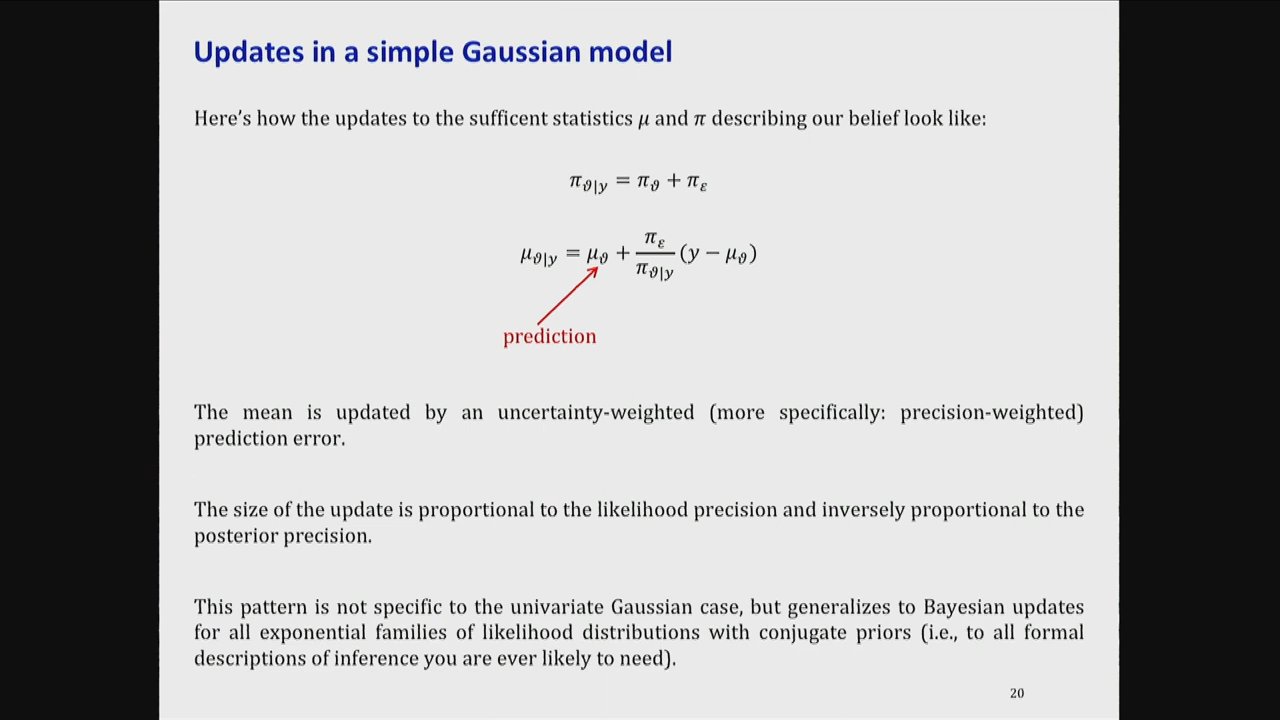 Updates in a simple Gaussian model
Here's how the updates to the sufficent statistics μ and π describing our belief look like:
π_{ϑ|y} = π_ϑ + π_ε
μ_{ϑ|y} = μ_ϑ + \frac{π_ε}{π_{ϑ|y}} (y − μ_ϑ)
prediction
The mean is updated by an uncertainty-weighted (more specifically: precision-weighted)
prediction error.
The size of the update is proportional to the likelihood precision and inversely proportional to the
posterior precision.
This pattern is not specific to the univariate Gaussian case, but generalizes to Bayesian updates
for all exponential families of likelihood distributions with conjugate priors (i.e., to all formal
descriptions of inference you are ever likely to need).
20